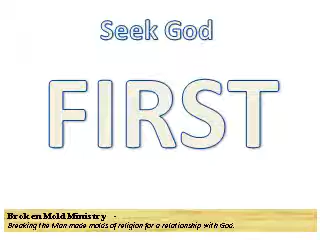 Seek God
FIRST
Broken Mold Ministry -
Breaking the Man made molds of religion for a relationship with God.